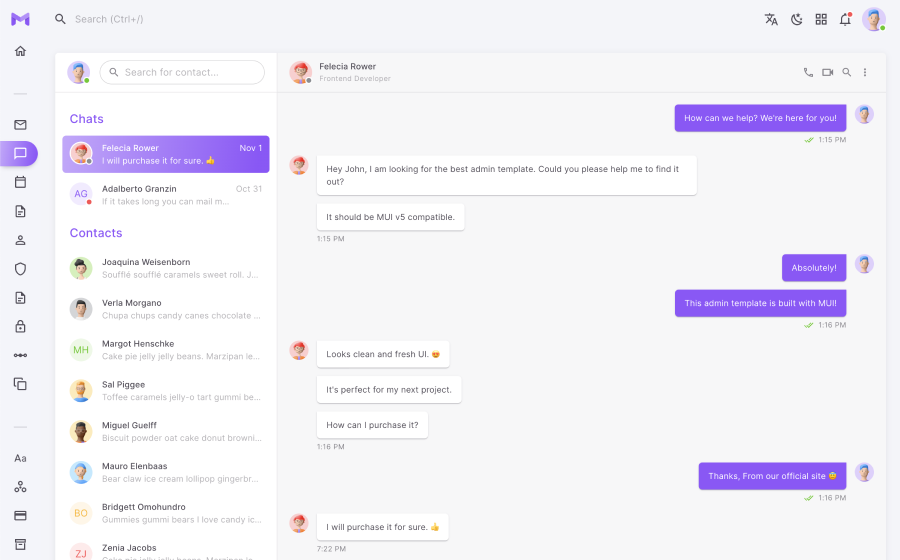 Search (Ctrl+/)
Aa
Search for contact...
Chats
Felecia Rower
Nov 1
I will purchase it for sure. 👍
AG
Adalberto Granzin
Oct 31
If it takes long you can mail m...
Contacts
Joaquina Weisenborn
Soufflé soufflé caramels sweet roll. J...
Verla Morgano
Chupa chups candy canes chocolate ...
MH
Margot Henschke
Cake pie jelly jelly beans. Marzipan le...
Sal Piggee
Toffee caramels jelly-o tart gummi be...
Miguel Guelff
Biscuit powder oat cake donut browni...
Mauro Elenbaas
Bear claw ice cream lollipop gingerbr...
BO
Bridgett Omohundro
Gummies gummi bears I love candy ic...
ZJ
Zenia Jacobs
Cake pie jelly jelly beans. Marzipan le...
Felecia Rower
Frontend Developer
How can we help? We're here for you!
1:15 PM
Hey John, I am looking for the best admin template. Could you please help me to find it
out?
It should be MUI v5 compatible.
1:15 PM
Absolutely!
This admin template is built with MUI!
1:16 PM
Looks clean and fresh UI. 😍
It's perfect for my next project.
How can I purchase it?
1:16 PM
Thanks, From our official site 😇
1:16 PM
I will purchase it for sure. 👍
7:22 PM